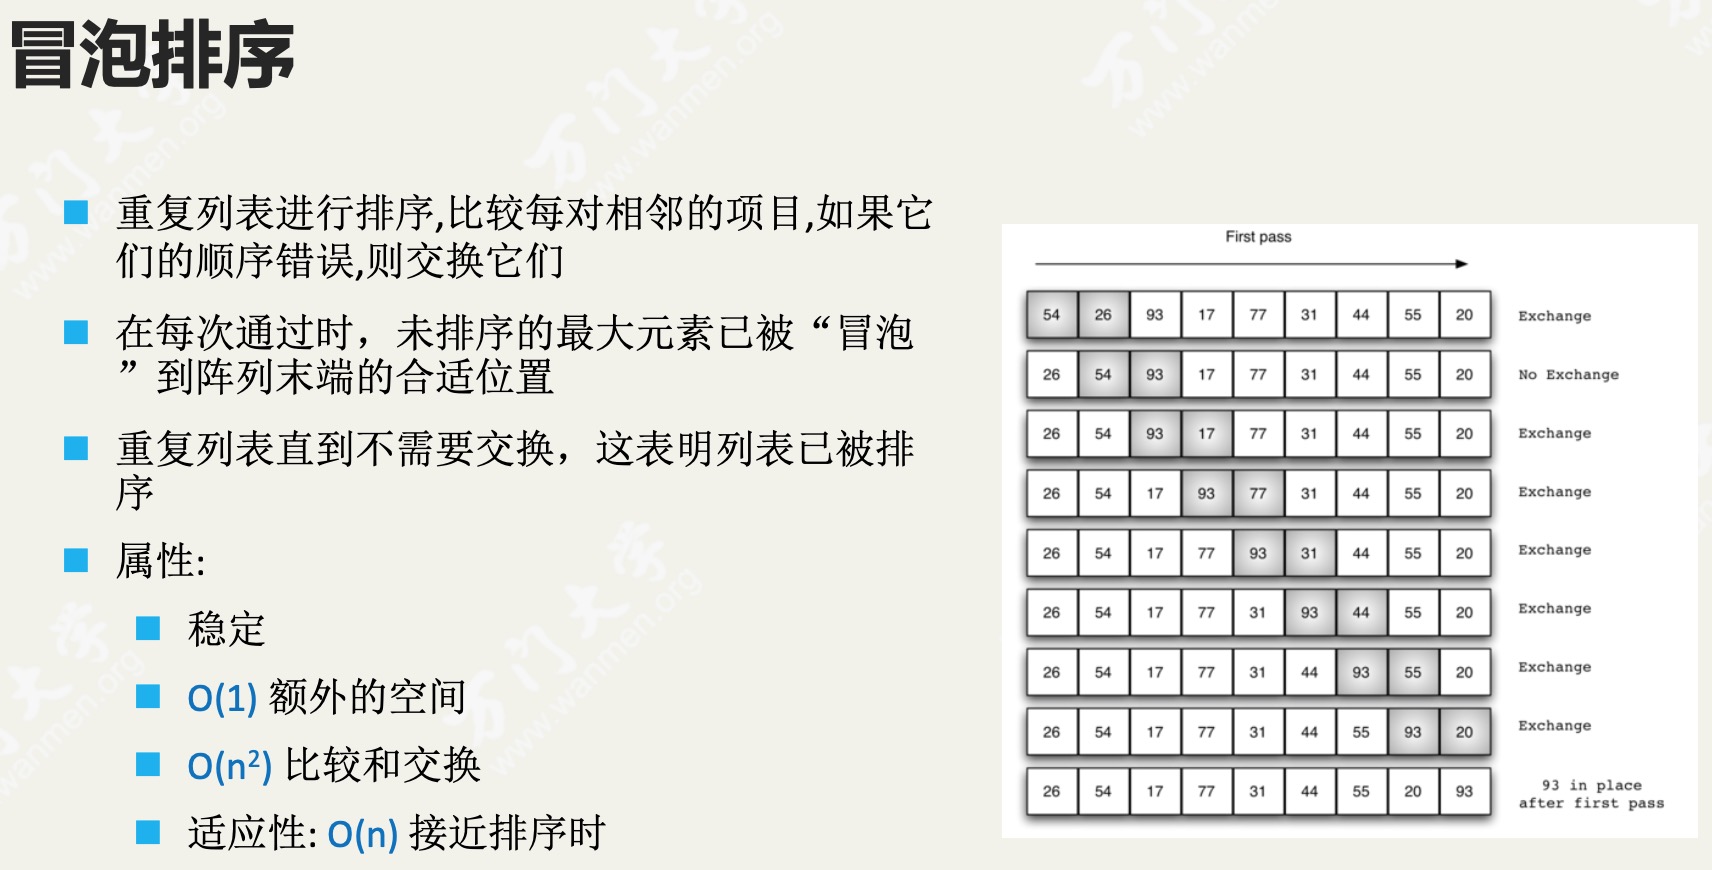 冒泡排序
重复列表进行排序,比较每对相邻的项目,如果它
们的顺序错误,则交换它们
在每次通过时，未排序的最大元素已被“冒泡
”到阵列末端的合适位置
重复列表直到不需要交换，这表明列表已被排
序
属性:
稳定
O(1) 额外的空间
O(n²) 比较和交换
适应性: O(n) 接近排序时
First pass
54 26 93 17 77 31 44 55 20 Exchange
26 54 93 17 77 31 44 55 20 No Exchange
26 54 93 17 77 31 44 55 20 Exchange
26 54 17 93 77 31 44 55 20 Exchange
26 54 17 77 93 31 44 55 20 Exchange
26 54 17 77 31 93 44 55 20 Exchange
26 54 17 77 31 44 93 55 20 Exchange
26 54 17 77 31 44 55 93 20 Exchange
26 54 17 77 31 44 55 20 93 93 in place
after first pass
万门大学
www.wanmen.org